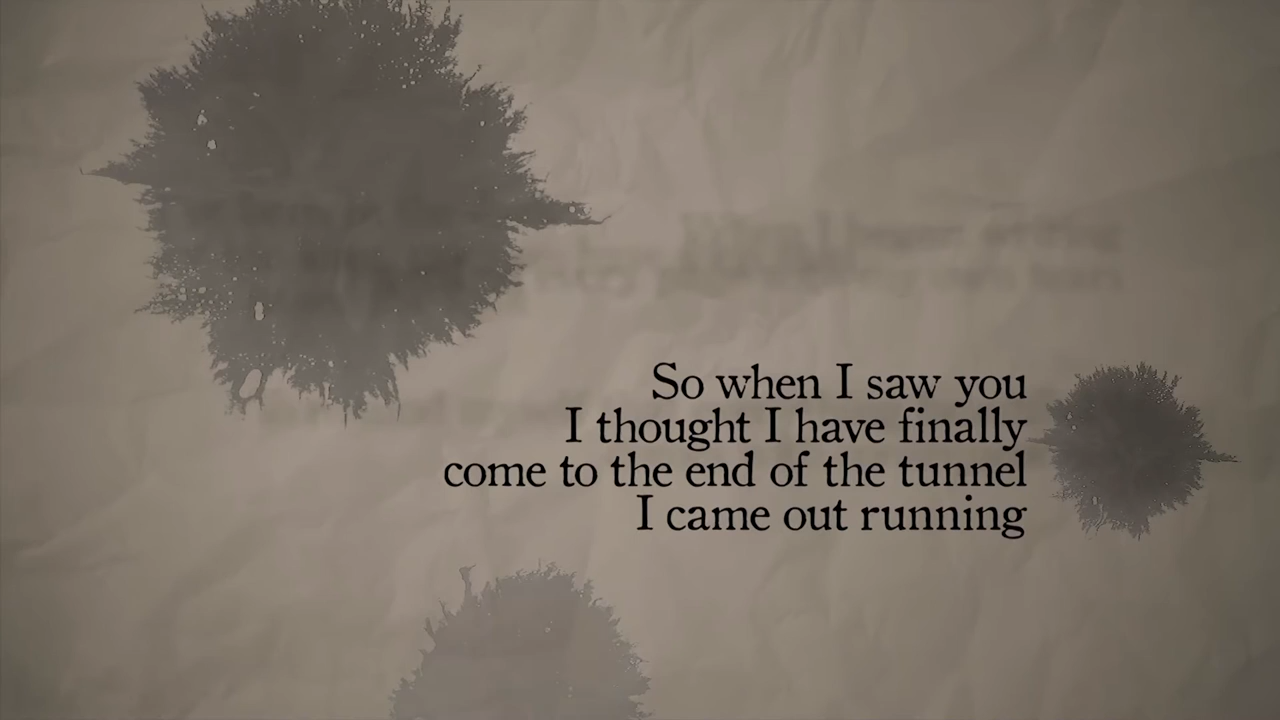 So when I saw you
I thought I have finally
come to the end of the tunnel
I came out running